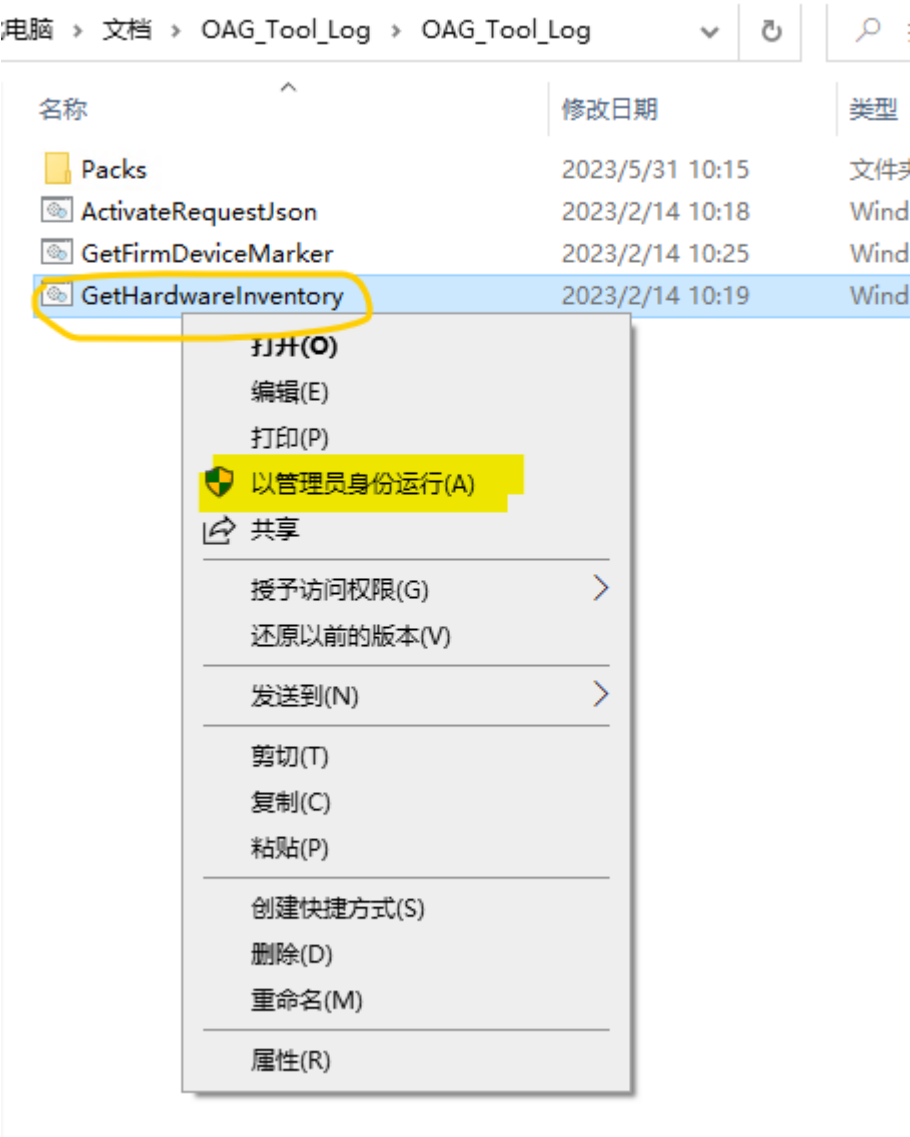 电脑 › 文档 › OAG_Tool_Log › OAG_Tool_Log
名称 修改日期 类型
Packs 2023/5/31 10:15 文件夹
ActivateRequestJson 2023/2/14 10:18 Wind
GetFirmDeviceMarker 2023/2/14 10:25 Wind
GetHardwareInventory 2023/2/14 10:19 Wind
打开(O)
编辑(E)
打印(P)
以管理员身份运行(A)
共享
授予访问权限(G)
还原以前的版本(V)
发送到(N)
剪切(T)
复制(C)
粘贴(P)
创建快捷方式(S)
删除(D)
重命名(M)
属性(R)